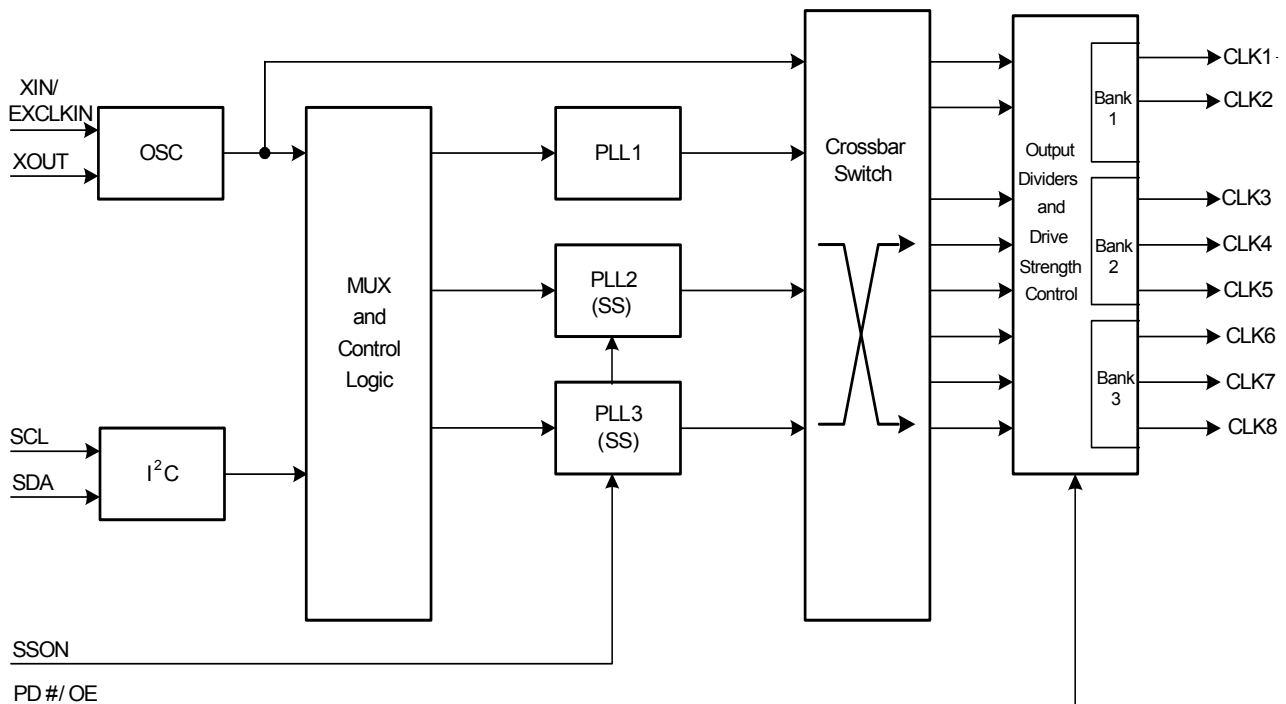 XIN/
EXCLKIN
XOUT
OSC
SCL
SDA
I²C
SSON
PD #/ OE
MUX
and
Control
Logic
PLL1
PLL2
(SS)
PLL3
(SS)
Crossbar
Switch
Output
Dividers
and
Drive
Strength
Control
Bank
1
Bank
2
Bank
3
CLK1
CLK2
CLK3
CLK4
CLK5
CLK6
CLK7
CLK8